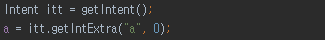 Intent itt = getIntent();
a = itt.getIntExtra("a", 0);